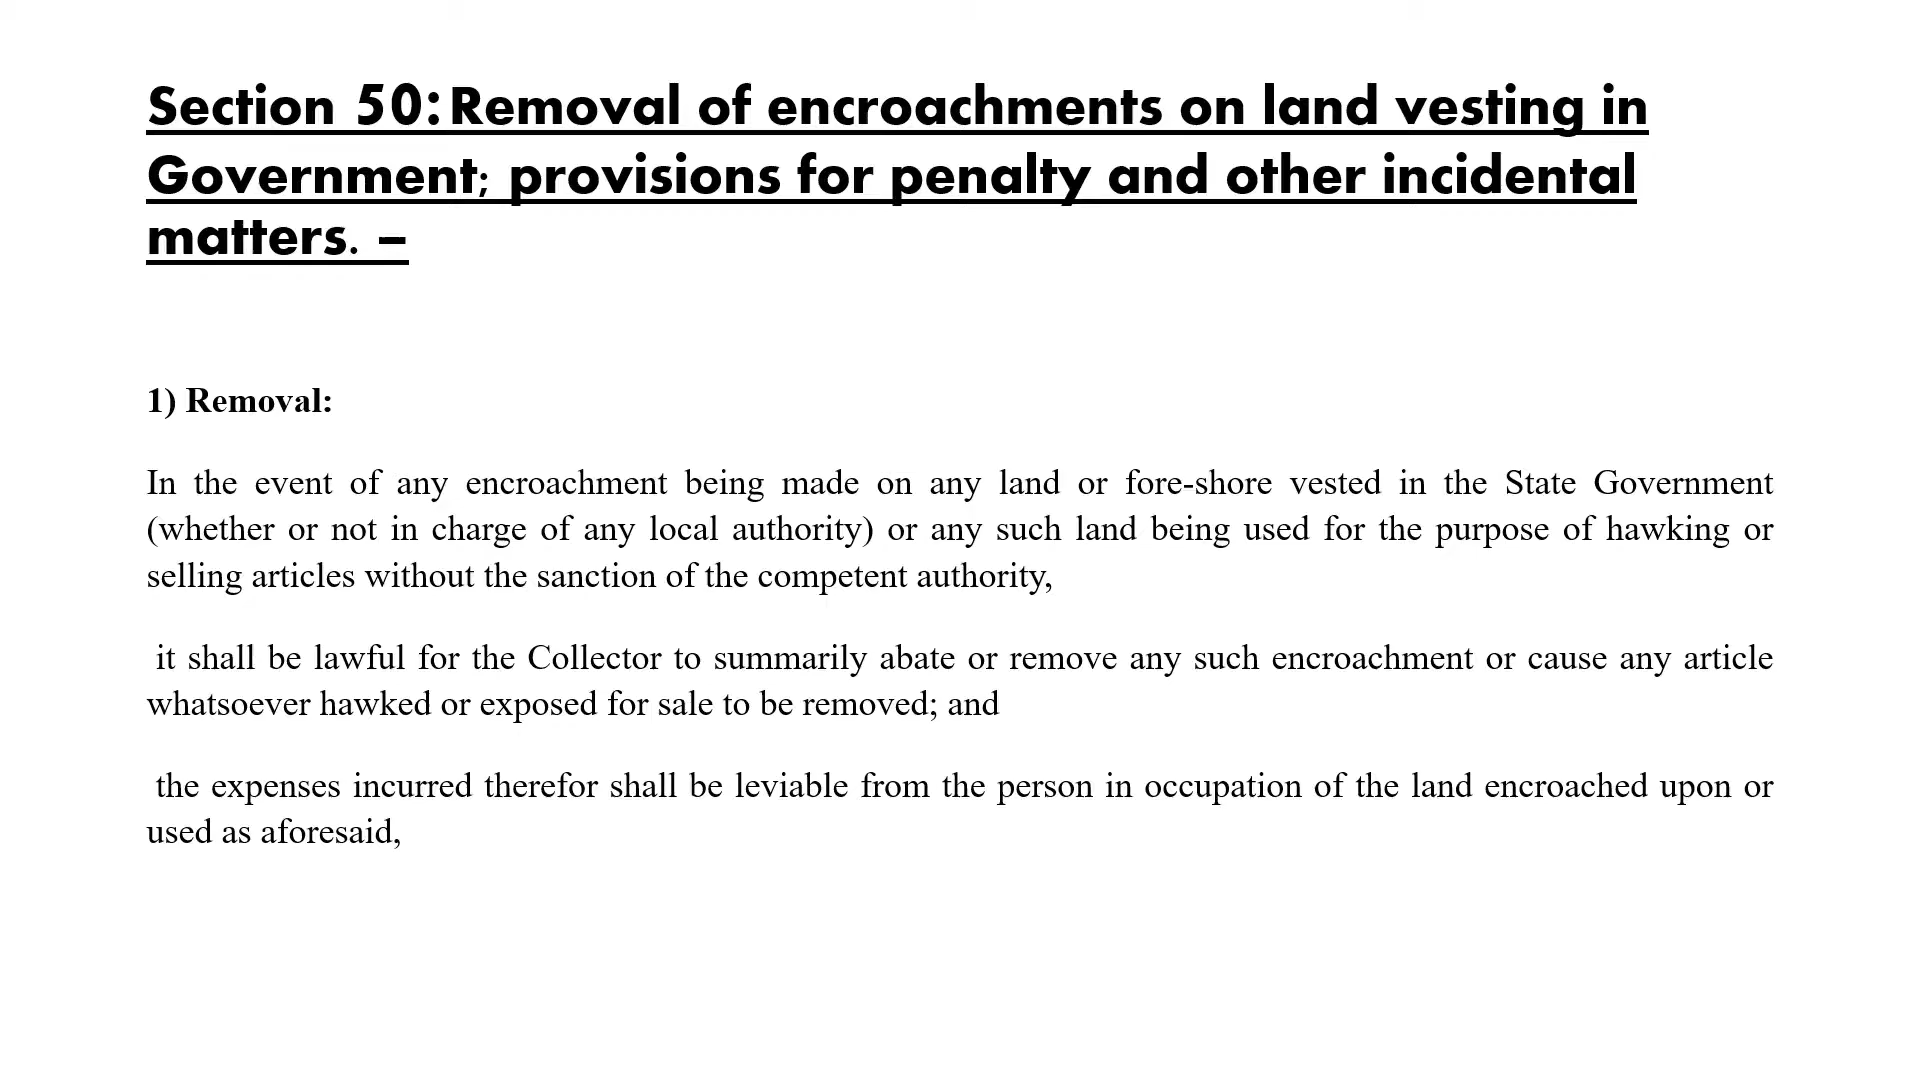 Section 50: Removal of encroachments on land vesting in
Government; provisions for penalty and other incidental
matters. –
1) Removal:
In the event of any encroachment being made on any land or fore-shore vested in the State Government
(whether or not in charge of any local authority) or any such land being used for the purpose of hawking or
selling articles without the sanction of the competent authority,
it shall be lawful for the Collector to summarily abate or remove any such encroachment or cause any article
whatsoever hawked or exposed for sale to be removed; and
the expenses incurred therefor shall be leviable from the person in occupation of the land encroached upon or
used as aforesaid,